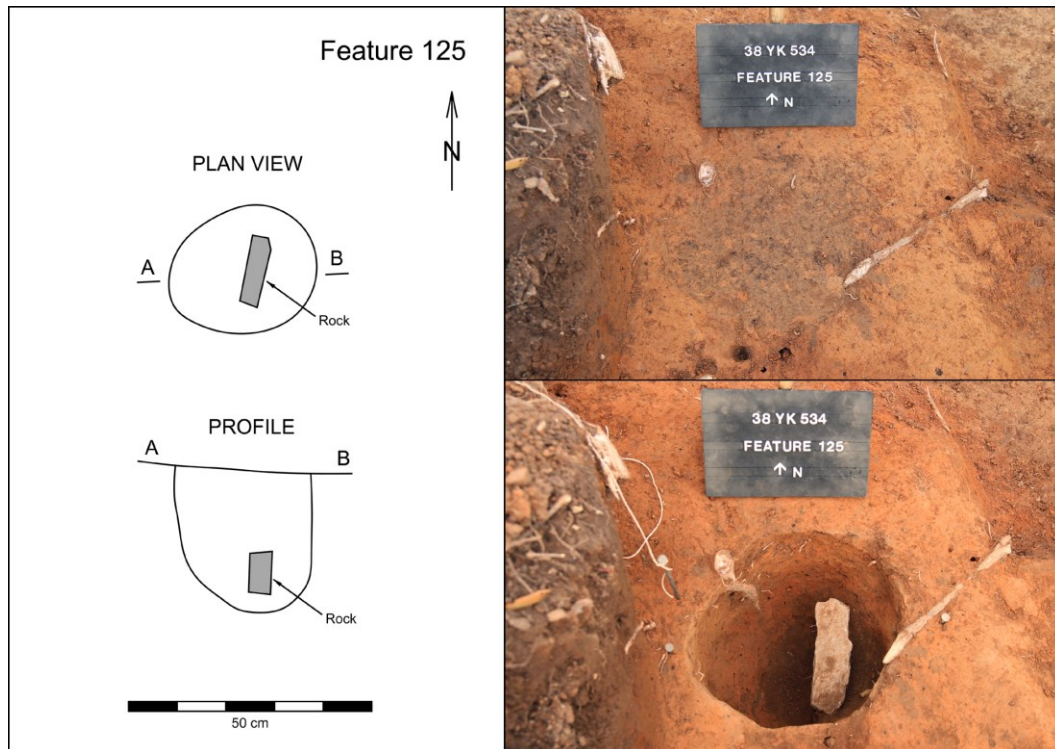 Feature 125
N
PLAN VIEW
A
B
Rock
PROFILE
A
B
Rock
50 cm
38 YK 534
FEATURE 125
↑ N
38 YK 534
FEATURE 125
↑ N